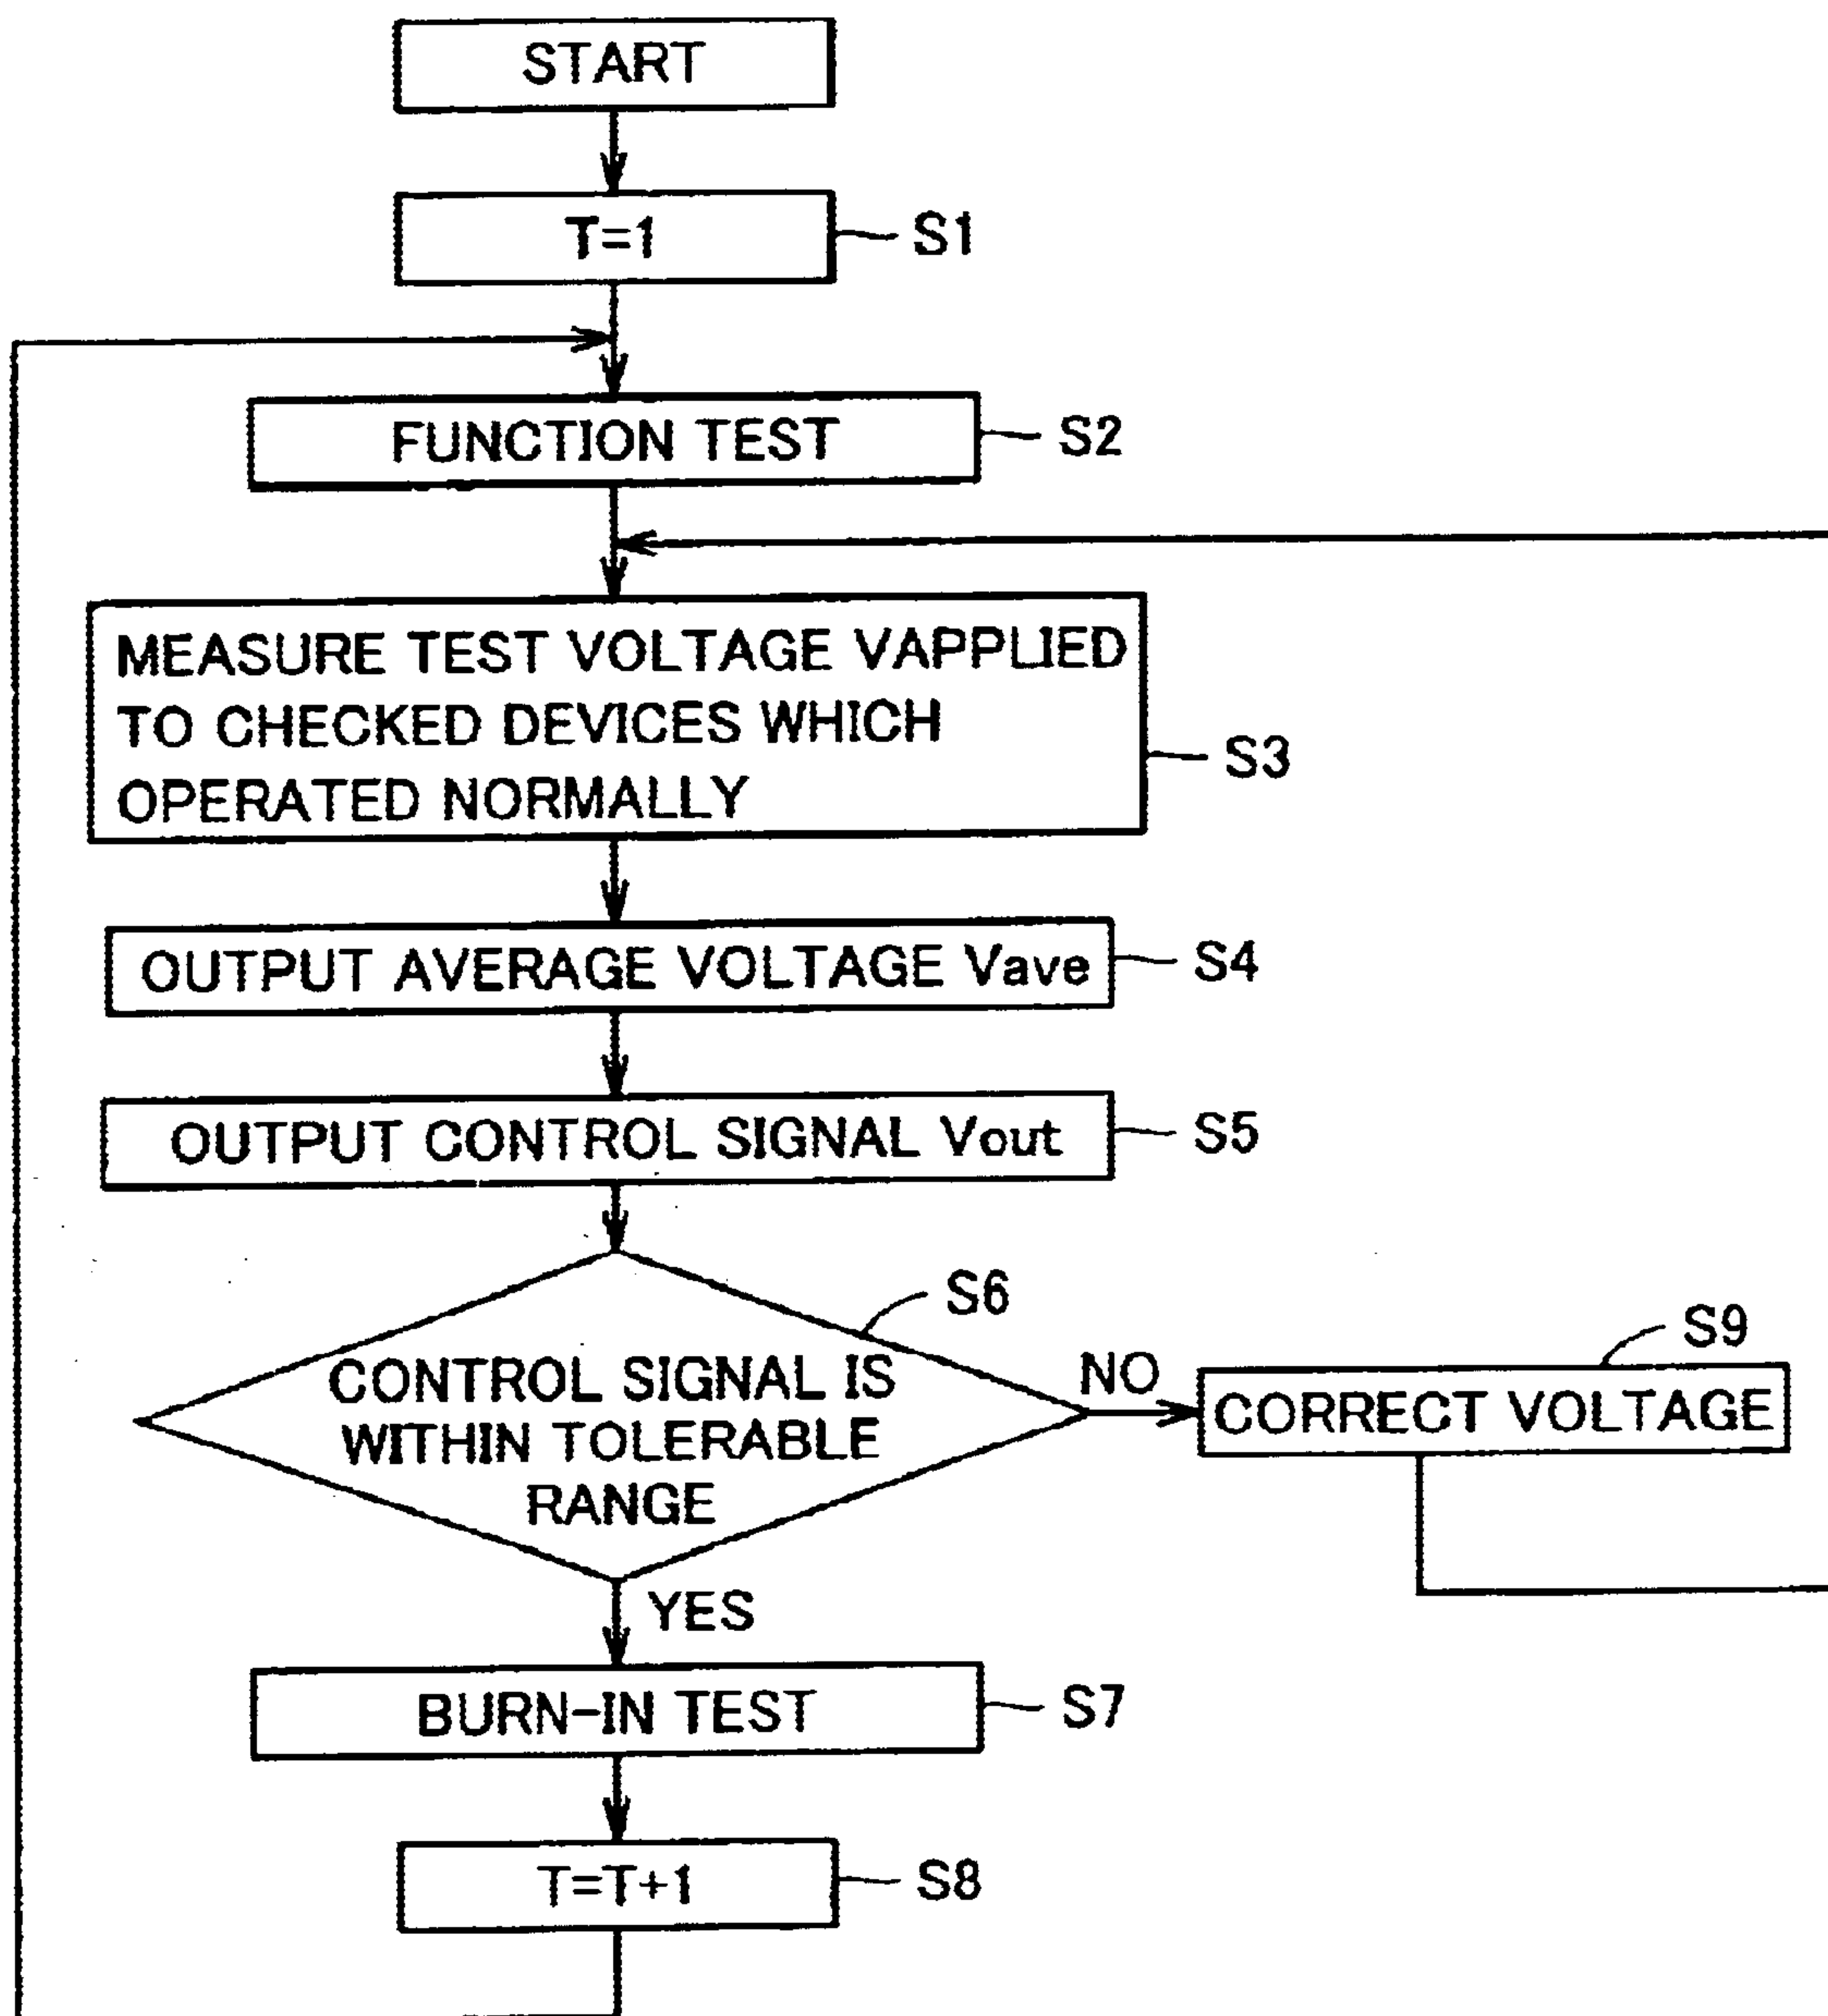 START
T=1
S1
FUNCTION TEST
S2
MEASURE TEST VOLTAGE VAPPLIED
TO CHECKED DEVICES WHICH
OPERATED NORMALLY
S3
OUTPUT AVERAGE VOLTAGE Vave
S4
OUTPUT CONTROL SIGNAL Vout
S5
S6
CONTROL SIGNAL IS
WITHIN TOLERABLE
RANGE
NO
S9
CORRECT VOLTAGE
YES
BURN-IN TEST
S7
T=T+1
S8